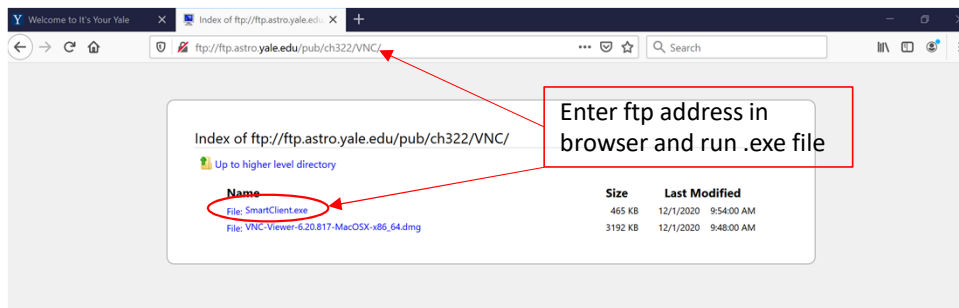 Welcome to It's Your Yale
Index of ftp://ftp.astro.yale.edu
ftp://ftp.astro.yale.edu/pub/ch322/VNC/
Search
Enter ftp address in
browser and run .exe file
Index of ftp://ftp.astro.yale.edu/pub/ch322/VNC/
Up to higher level directory
Name Size Last Modified
File: SmartClient.exe 465 KB 12/1/2020 9:54:00 AM
File: VNC-Viewer-6.20.817-MacOSX-x86_64.dmg 3192 KB 12/1/2020 9:48:00 AM